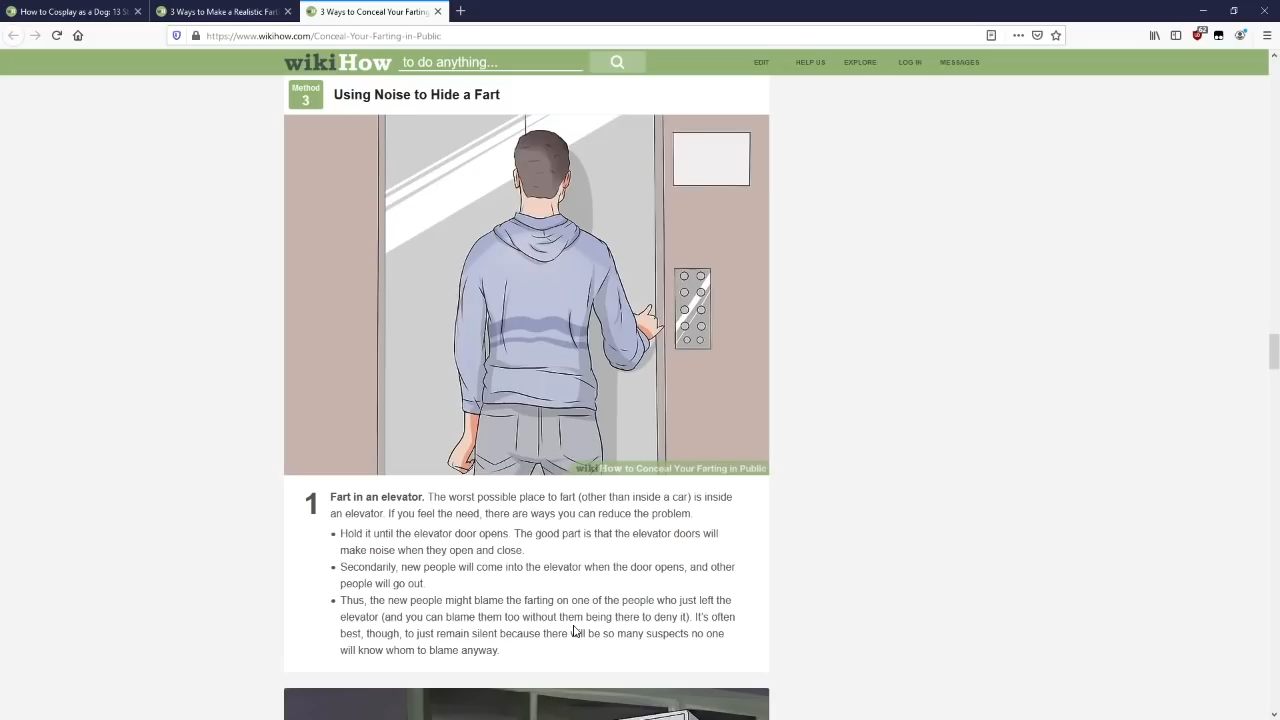 How to Cosplay as a Dog: 13 St
3 Ways to Make a Realistic Fart
3 Ways to Conceal Your Farting
https://www.wikihow.com/Conceal-Your-Farting-in-Public
wikiHow to do anything...
EDIT HELP US EXPLORE LOG IN MESSAGES
Method
3
Using Noise to Hide a Fart
wikiHow to Conceal Your Farting in Public
1
Fart in an elevator. The worst possible place to fart (other than inside a car) is inside
an elevator. If you feel the need, there are ways you can reduce the problem.
• Hold it until the elevator door opens. The good part is that the elevator doors will
make noise when they open and close.
• Secondarily, new people will come into the elevator when the door opens, and other
people will go out.
• Thus, the new people might blame the farting on one of the people who just left the
elevator (and you can blame them too without them being there to deny it). It's often
best, though, to just remain silent because there will be so many suspects no one
will know whom to blame anyway.